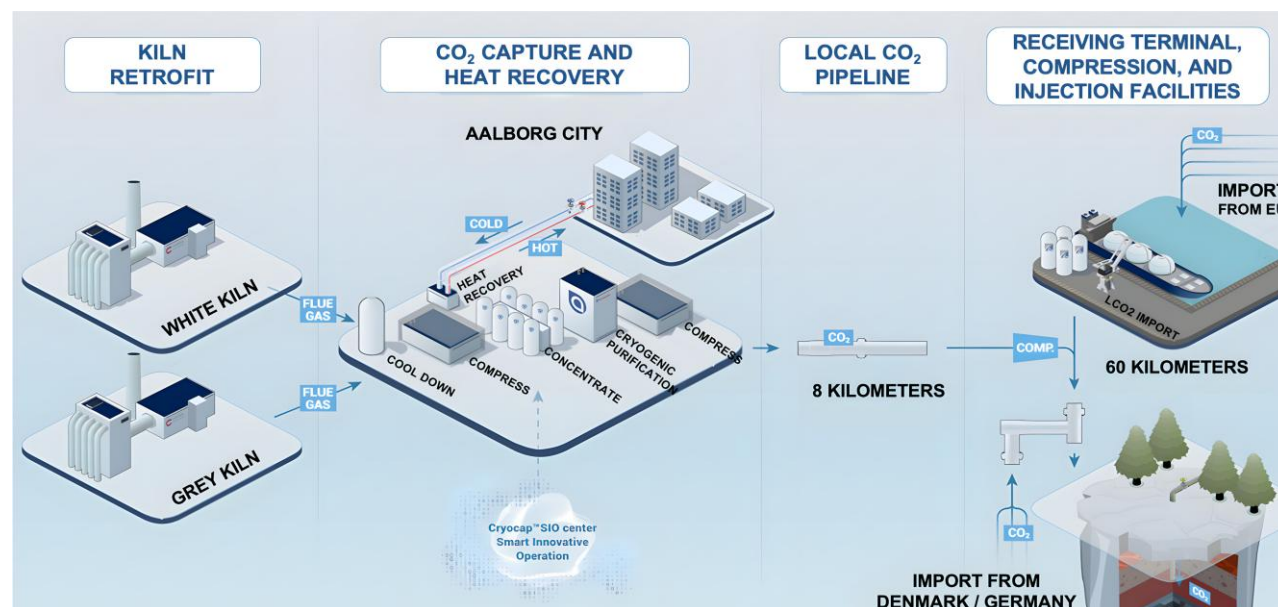 KILN
RETROFIT
CO₂ CAPTURE AND
HEAT RECOVERY
LOCAL CO₂
PIPELINE
RECEIVING TERMINAL,
COMPRESSION, AND
INJECTION FACILITIES
WHITE KILN
FLUE
GAS
GREY KILN
FLUE
GAS
AALBORG CITY
COLD
HOT
HEAT
RECOVERY
COOL DOWN
COMPRESS
CONCENTRATE
CRYOGENIC
PURIFICATION
COMPRESS
Cryocap™SIO center
Smart Innovative
Operation
CO₂
8 KILOMETERS
CO₂
IMPORT
FROM
LCO2 IMPORT
COMP.
60 KILOMETERS
CO₂
IMPORT FROM
DENMARK / GERMANY
CO₂